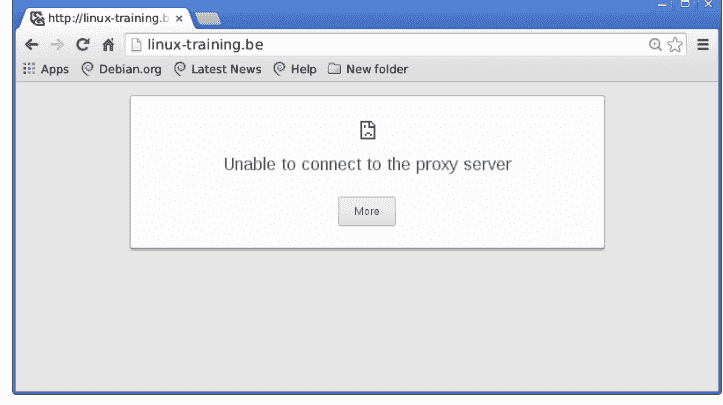 http://linux-training.b
linux-training.be
Apps Debian.org Latest News Help New folder
Unable to connect to the proxy server
More